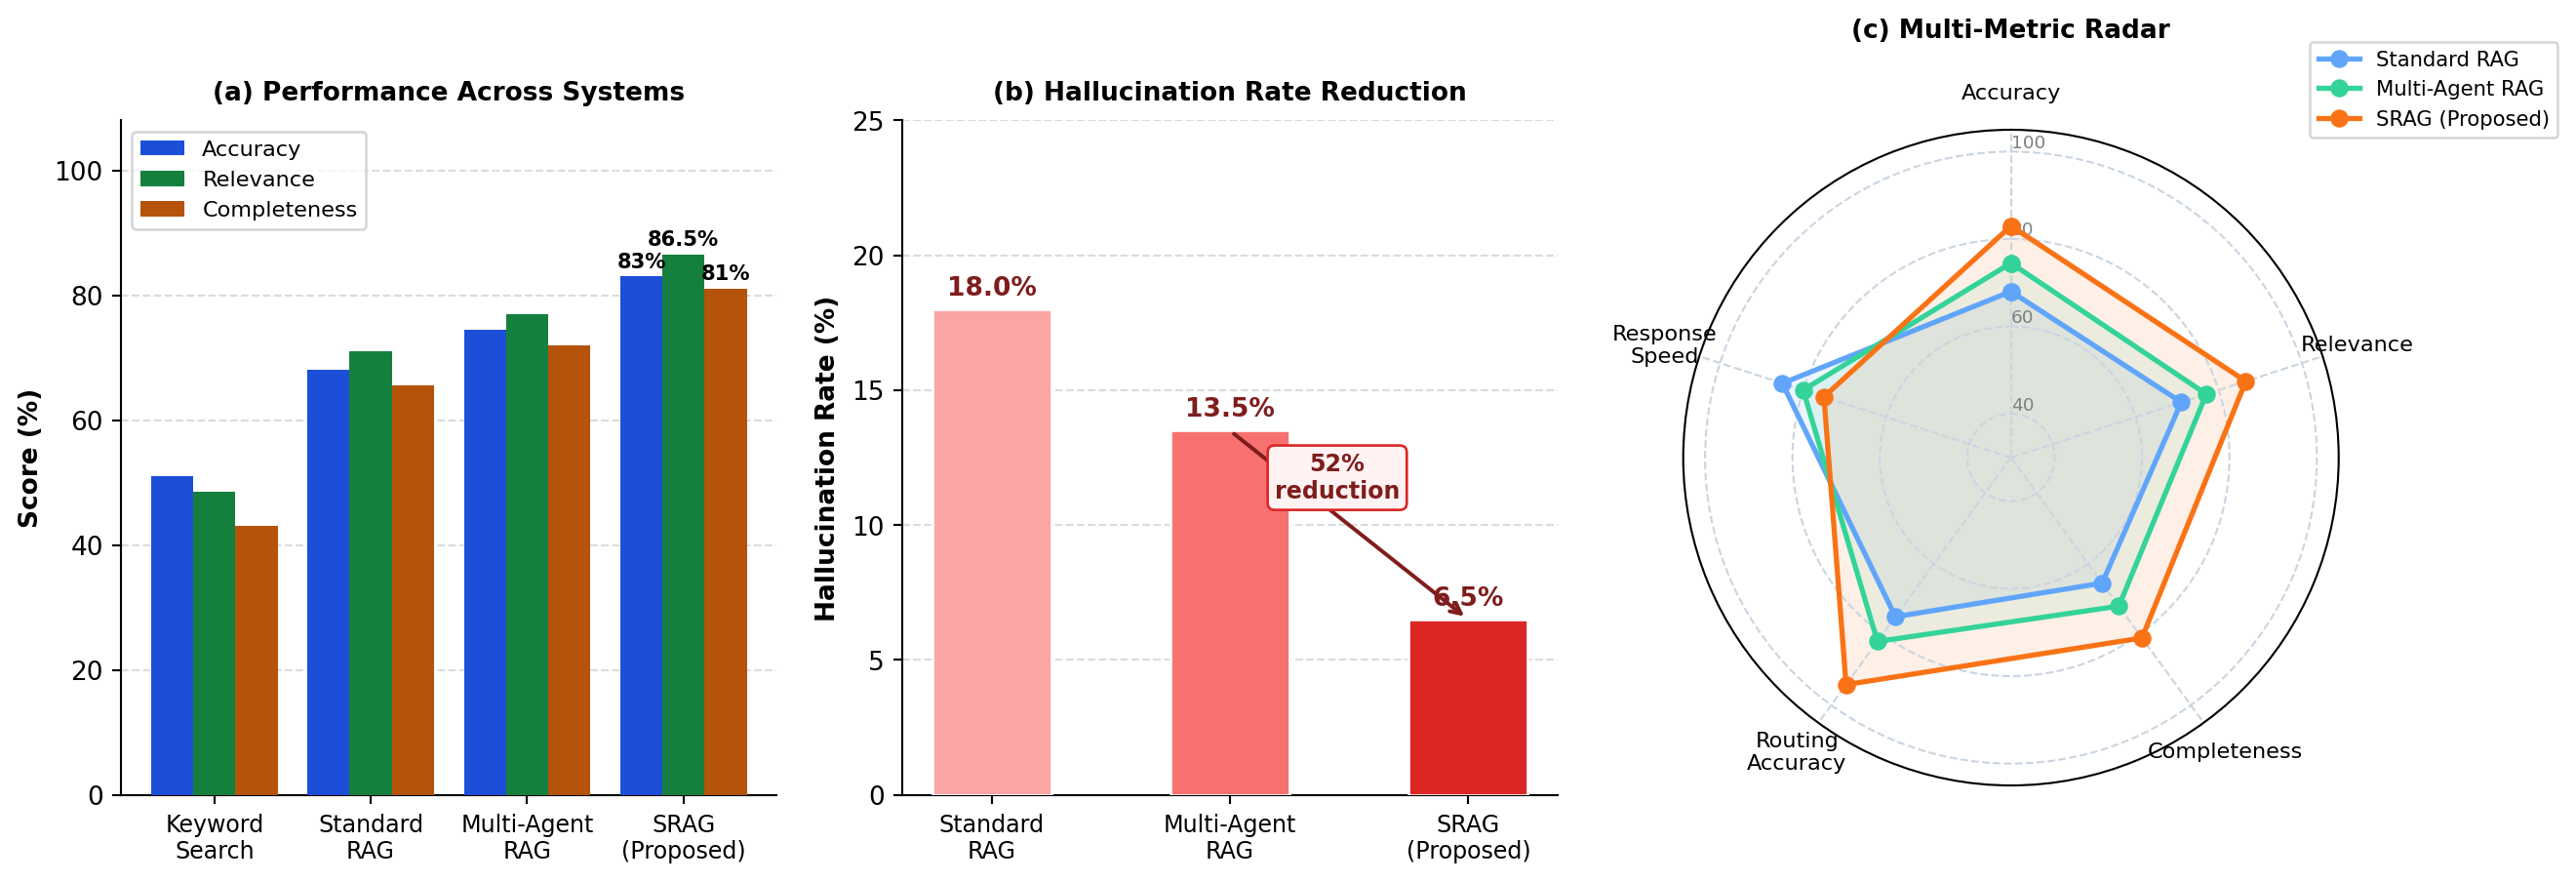 (a) Performance Across Systems
Score (%)
100
80
60
40
20
0
Accuracy
Relevance
Completeness
83%
86.5%
81%
Keyword
Search
Standard
RAG
Multi-Agent
RAG
SRAG
(Proposed)
(b) Hallucination Rate Reduction
Hallucination Rate (%)
25
20
15
10
5
0
18.0%
13.5%
52%
reduction
6.5%
Standard
RAG
Multi-Agent
RAG
SRAG
(Proposed)
(c) Multi-Metric Radar
Standard RAG
Multi-Agent RAG
SRAG (Proposed)
Accuracy
100
60
40
Response
Speed
Relevance
Routing
Accuracy
Completeness